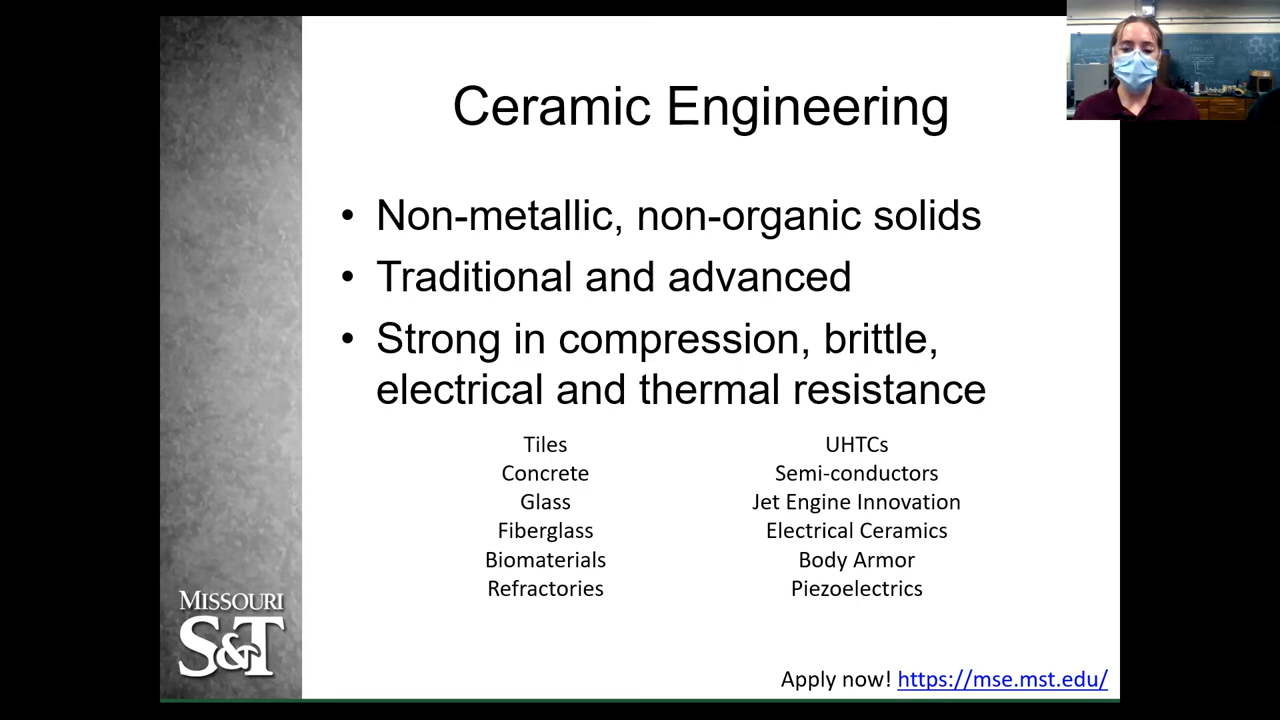 Ceramic Engineering
• Non-metallic, non-organic solids
• Traditional and advanced
• Strong in compression, brittle,
electrical and thermal resistance
Tiles
Concrete
Glass
Fiberglass
Biomaterials
Refractories
UHTCs
Semi-conductors
Jet Engine Innovation
Electrical Ceramics
Body Armor
Piezoelectrics
MISSOURI
S&T
Apply now! https://mse.mst.edu/